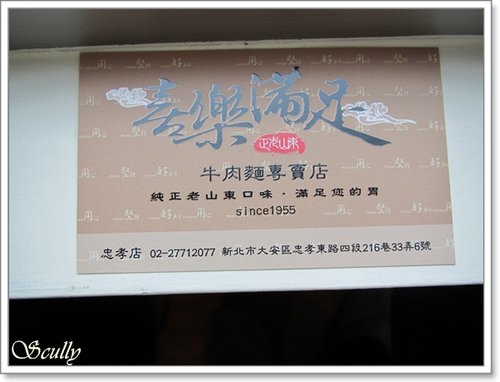 喜樂滿足
正老山東
牛肉麵專賣店
純正老山東口味．滿足您的胃
since1955
忠孝店 02-27712077 新北市大安區忠孝東路四段216巷33弄6號
Scully